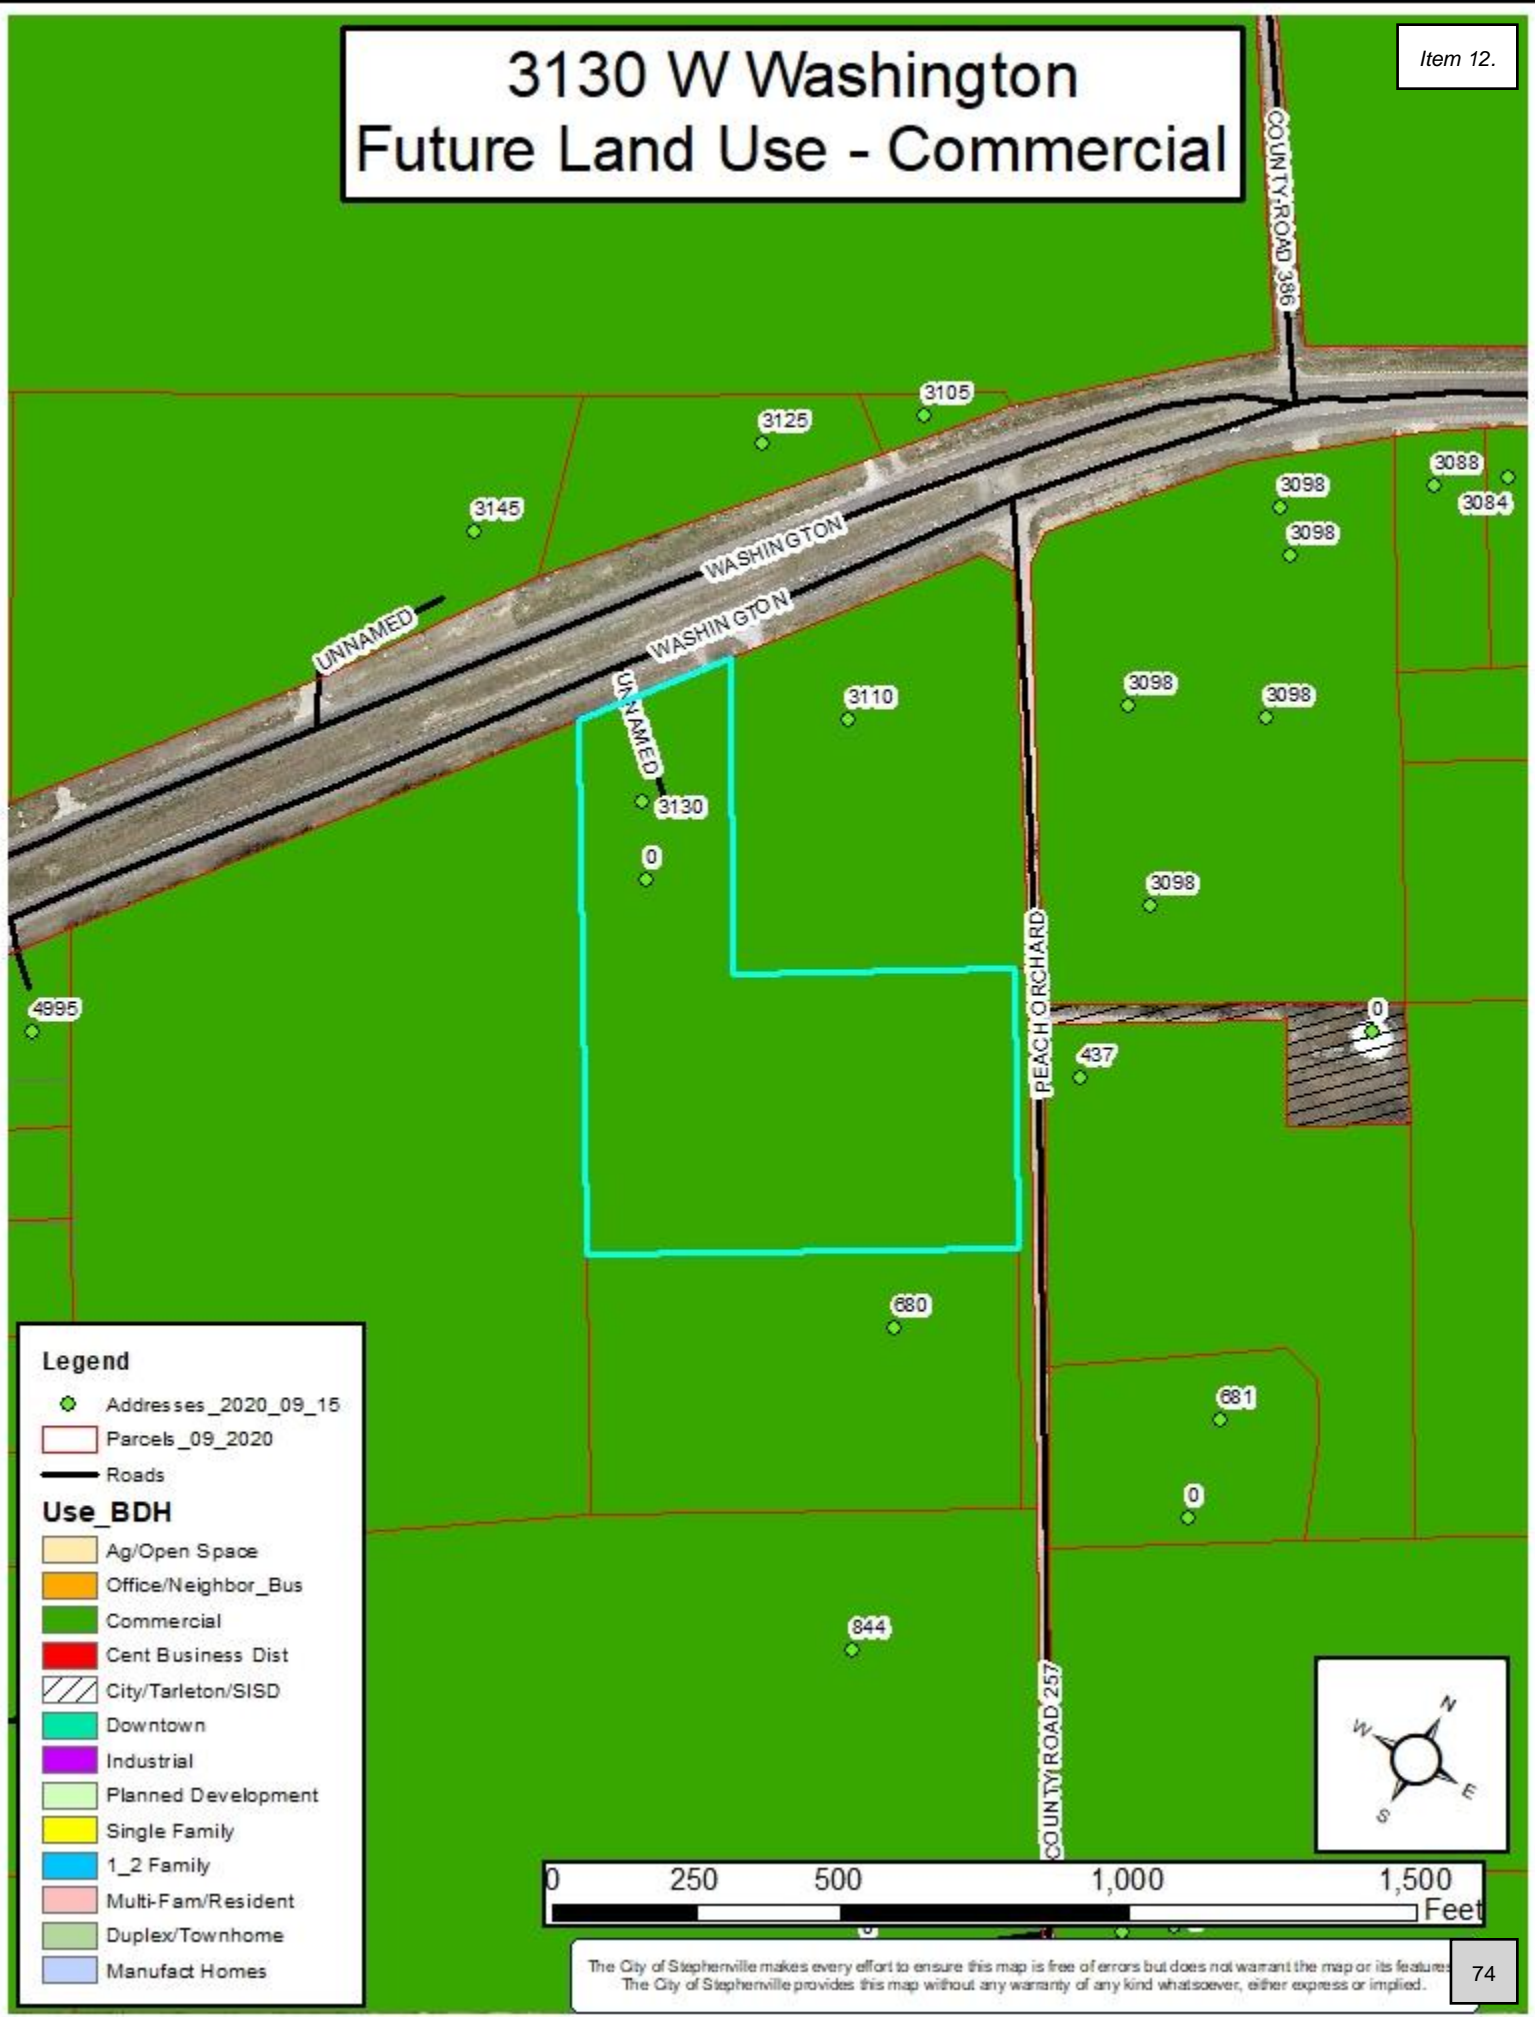 3130 W Washington
Future Land Use - Commercial
Item 12.
COUNTY ROAD 386
3105
3125
3145
3088
3084
3098
3098
WASHINGTON
WASHINGTON
UNNAMED
UNNAMED
3110
3098
3098
3130
0
3098
PEACH ORCHARD
4995
0
437
680
681
0
844
COUNTY ROAD 257
Legend
Addresses_2020_09_15
Parcels_09_2020
Roads
Use_BDH
Ag/Open Space
Office/Neighbor_Bus
Commercial
Cent Business Dist
City/Tarleton/SISD
Downtown
Industrial
Planned Development
Single Family
1_2 Family
Multi-Fam/Resident
Duplex/Townhome
Manufact Homes
N
W
E
S
0 250 500 1,000 1,500
Feet
The City of Stephenville makes every effort to ensure this map is free of errors but does not warrant the map or its features
The City of Stephenville provides this map without any warranty of any kind whatsoever, either express or implied.
74